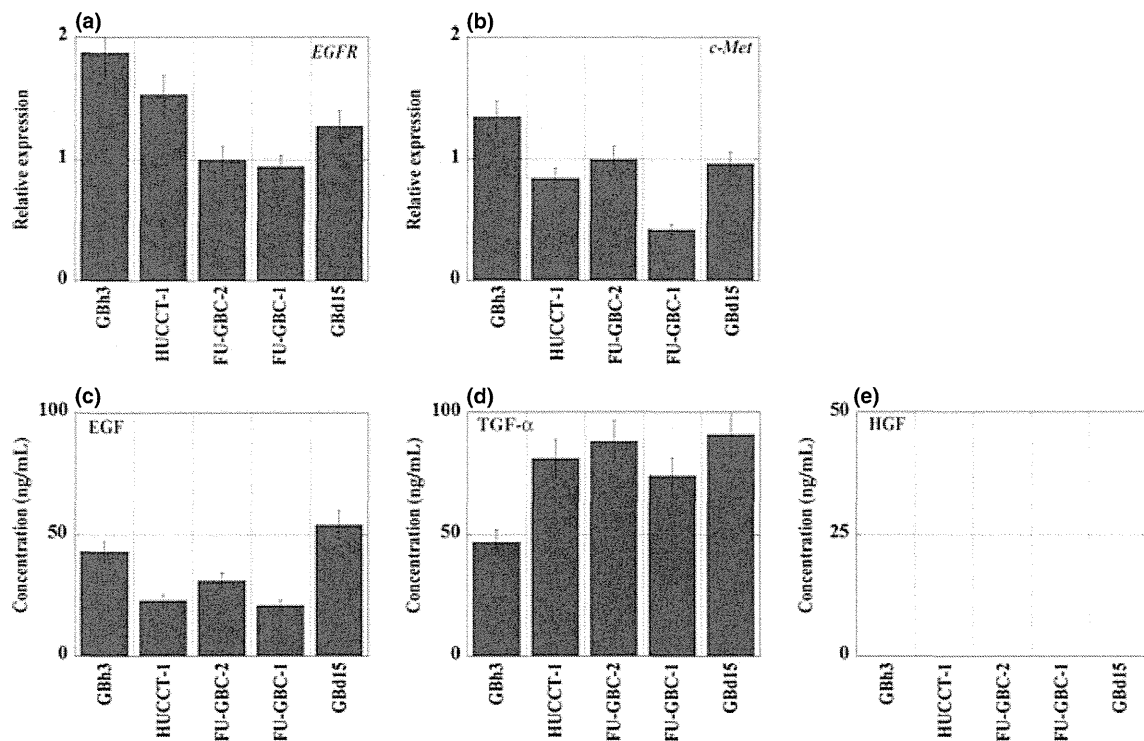 (a)
(b)
2
EGFR
Relative expression
1
0
GBh3
HUCCT-1
FU-GBC-2
FU-GBC-1
GBd15
2
c-Met
Relative expression
1
0
GBh3
HUCCT-1
FU-GBC-2
FU-GBC-1
GBd15
(c)
100
EGF
Concentration (ng/mL)
50
0
GBh3
HUCCT-1
FU-GBC-2
FU-GBC-1
GBd15
(d)
100
TGF-α
Concentration (ng/mL)
50
0
GBh3
HUCCT-1
FU-GBC-2
FU-GBC-1
GBd15
(e)
50
HGF
Concentration (ng/mL)
25
0
GBh3
HUCCT-1
FU-GBC-2
FU-GBC-1
GBd15